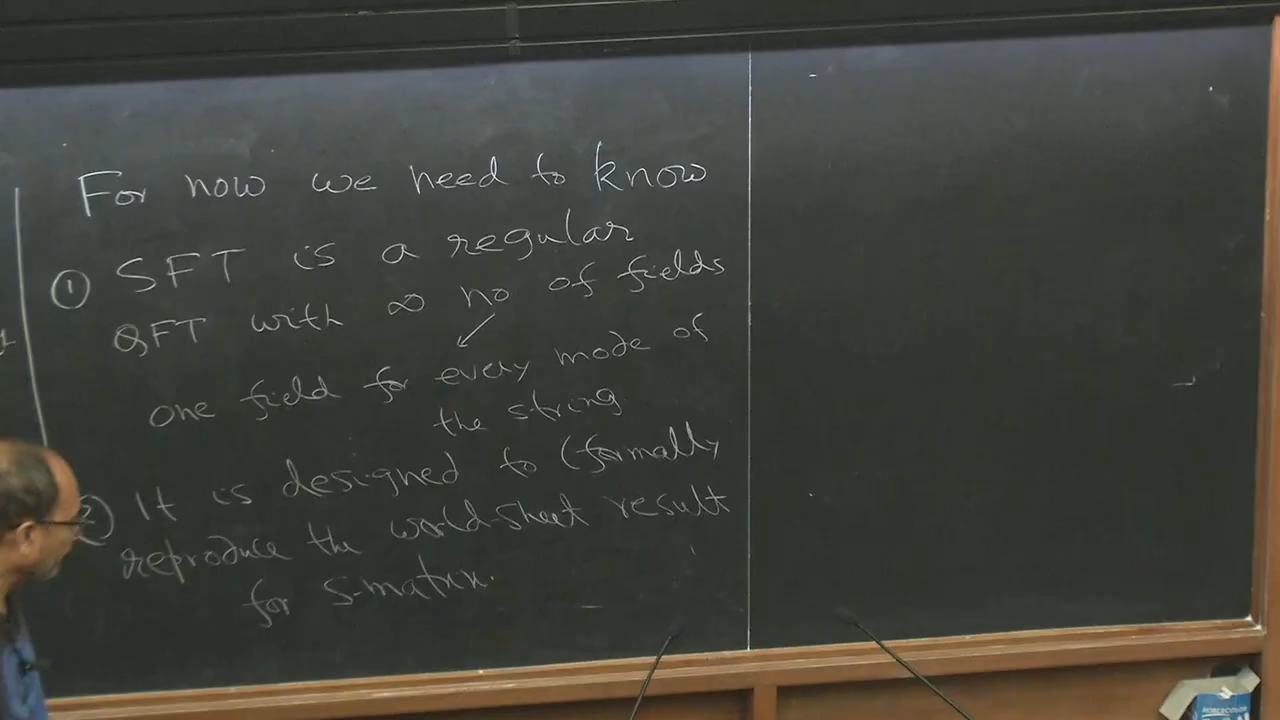 For now we need to know
① SFT is a regular
QFT with ∞ no of fields
one field for every mode of
the string
② It is designed to (formally
reproduce the world-sheet result
for S-matrix.